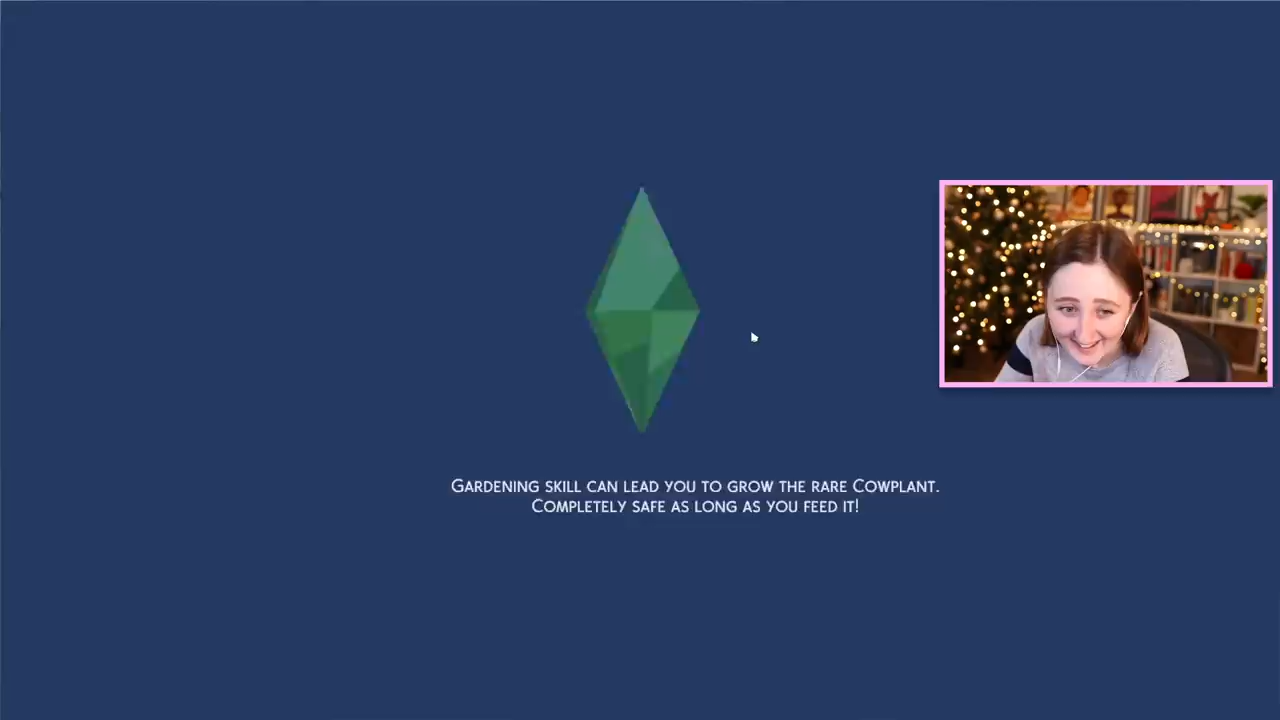 Gardening skill can lead you to grow the rare Cowplant.
Completely safe as long as you feed it!